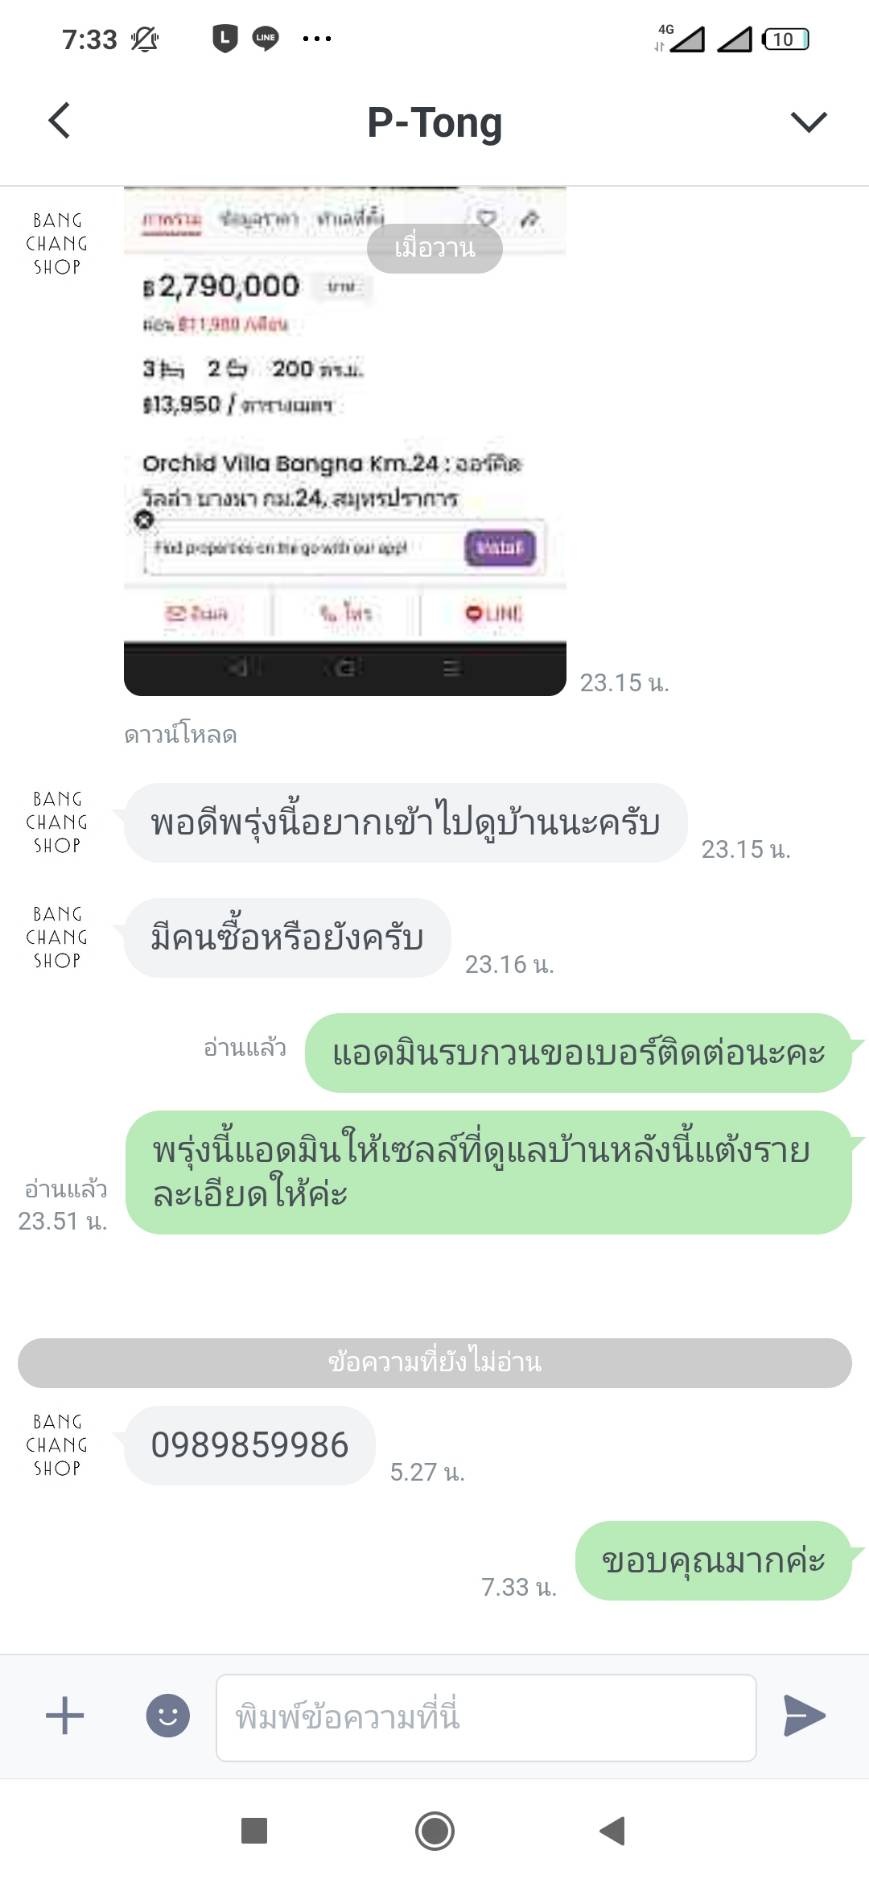 7:33
L
LINE
4G
10
P-Tong
BANG
CHANG
SHOP
ภาพรวม ข้อมูลราคา ทำเลที่ตั้ง
เมื่อวาน
฿2,790,000 ขาย
ผ่อน ฿11,980 /เดือน
3 2 200 ตร.ม.
฿13,950 / ตารางเมตร
Orchid Villa Bangna Km.24 : ออร์คิด
วิลล่า บางนา กม.24, สมุทรปราการ
Find properties on the go with our app!
Install
อีเมล
โทร
LINE
23.15 น.
ดาวน์โหลด
BANG
CHANG
SHOP
พอดีพรุ่งนี้อยากเข้าไปดูบ้านนะครับ
23.15 น.
BANG
CHANG
SHOP
มีคนซื้อหรือยังครับ
23.16 น.
อ่านแล้ว
แอดมินรบกวนขอเบอร์ติดต่อนะคะ
พรุ่งนี้แอดมินให้เซลล์ที่ดูแลบ้านหลังนี้แต้งราย
ละเอียดให้ค่ะ
อ่านแล้ว
23.51 น.
ข้อความที่ยังไม่อ่าน
BANG
CHANG
SHOP
0989859986
5.27 น.
ขอบคุณมากค่ะ
7.33 น.
พิมพ์ข้อความที่นี่